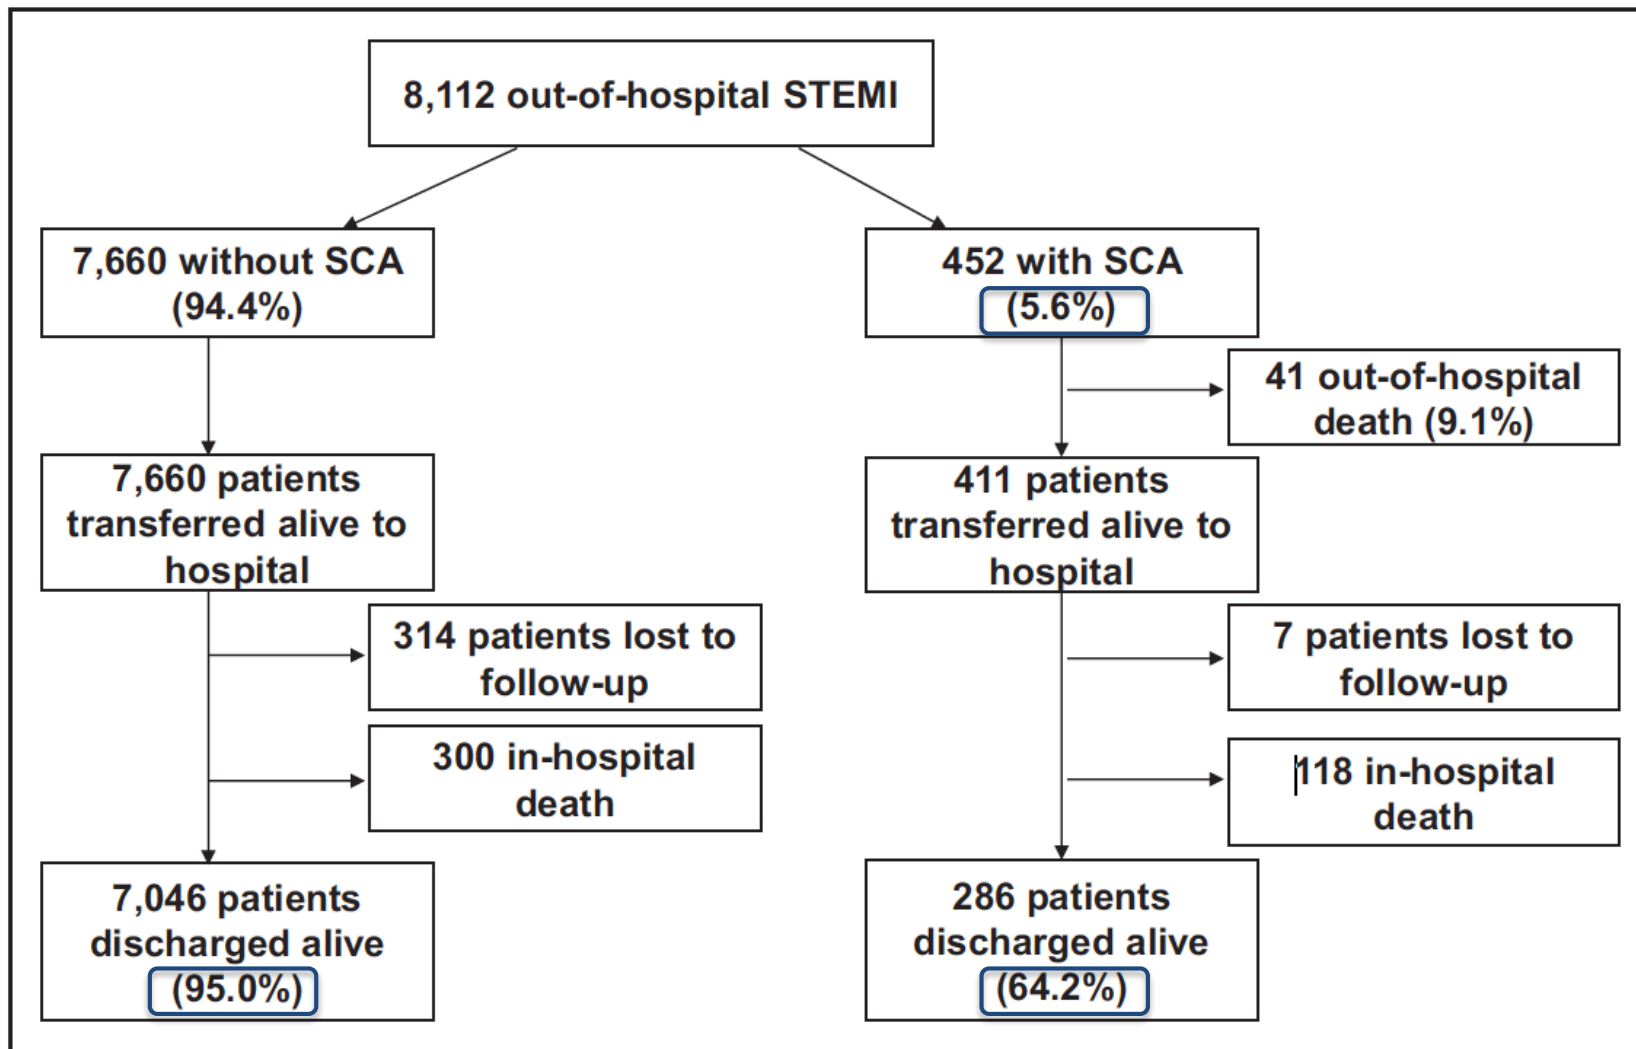 8,112 out-of-hospital STEMI
7,660 without SCA
(94.4%)
452 with SCA
(5.6%)
41 out-of-hospital
death (9.1%)
7,660 patients
transferred alive to
hospital
411 patients
transferred alive to
hospital
314 patients lost to
follow-up
7 patients lost to
follow-up
300 in-hospital
death
118 in-hospital
death
7,046 patients
discharged alive
(95.0%)
286 patients
discharged alive
(64.2%)